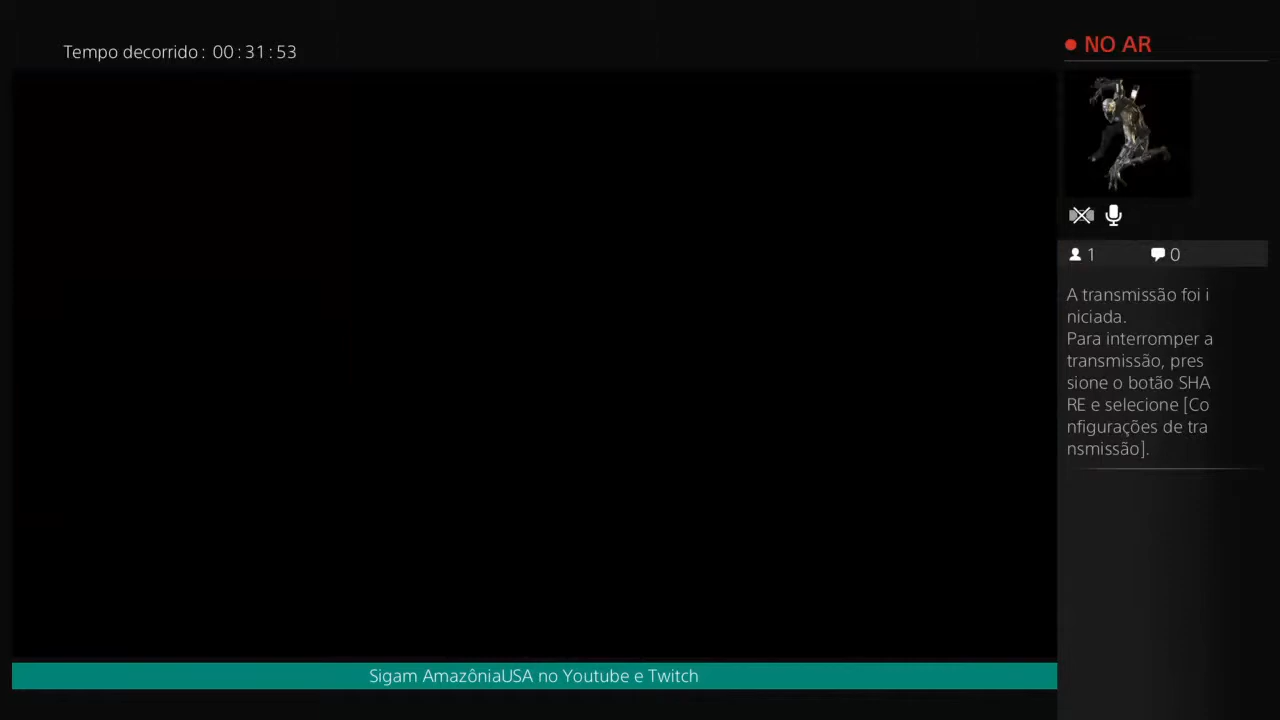 Tempo decorrido: 00:31:53
NO AR
1 0
A transmissão foi i
niciada.
Para interromper a
transmissão, pres
sione o botão SHA
RE e selecione [Co
nfigurações de tra
nsmissão].
Sigam AmazôniaUSA no Youtube e Twitch